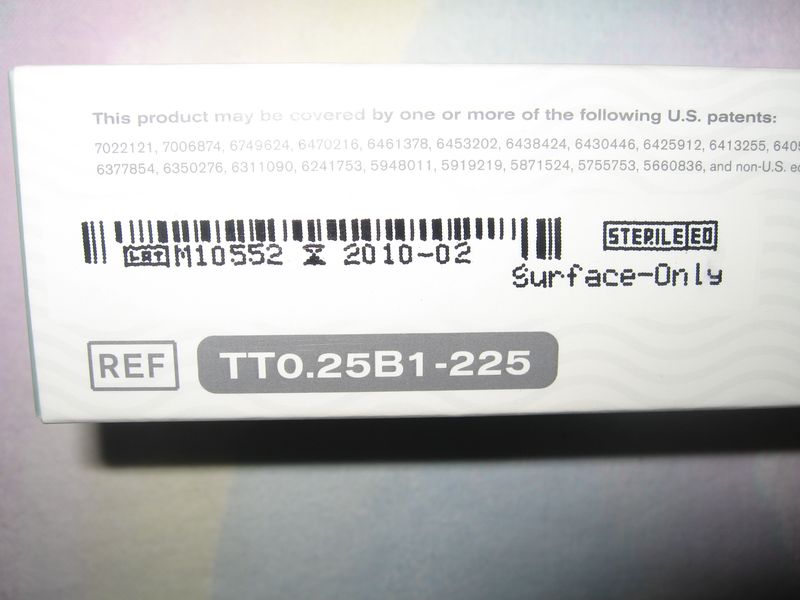 This product may be covered by one or more of the following U.S. patents:
7022121, 7006874, 6749624, 6470216, 6461378, 6453202, 6438424, 6430446, 6425912, 6413255,
6377854, 6350276, 6311090, 6241753, 5948011, 5919219, 5871524, 5755753, 5660836, and non-U.S.
LOT M10552 2010-02
STERILE EO
Surface-Only
REF TT0.25B1-225